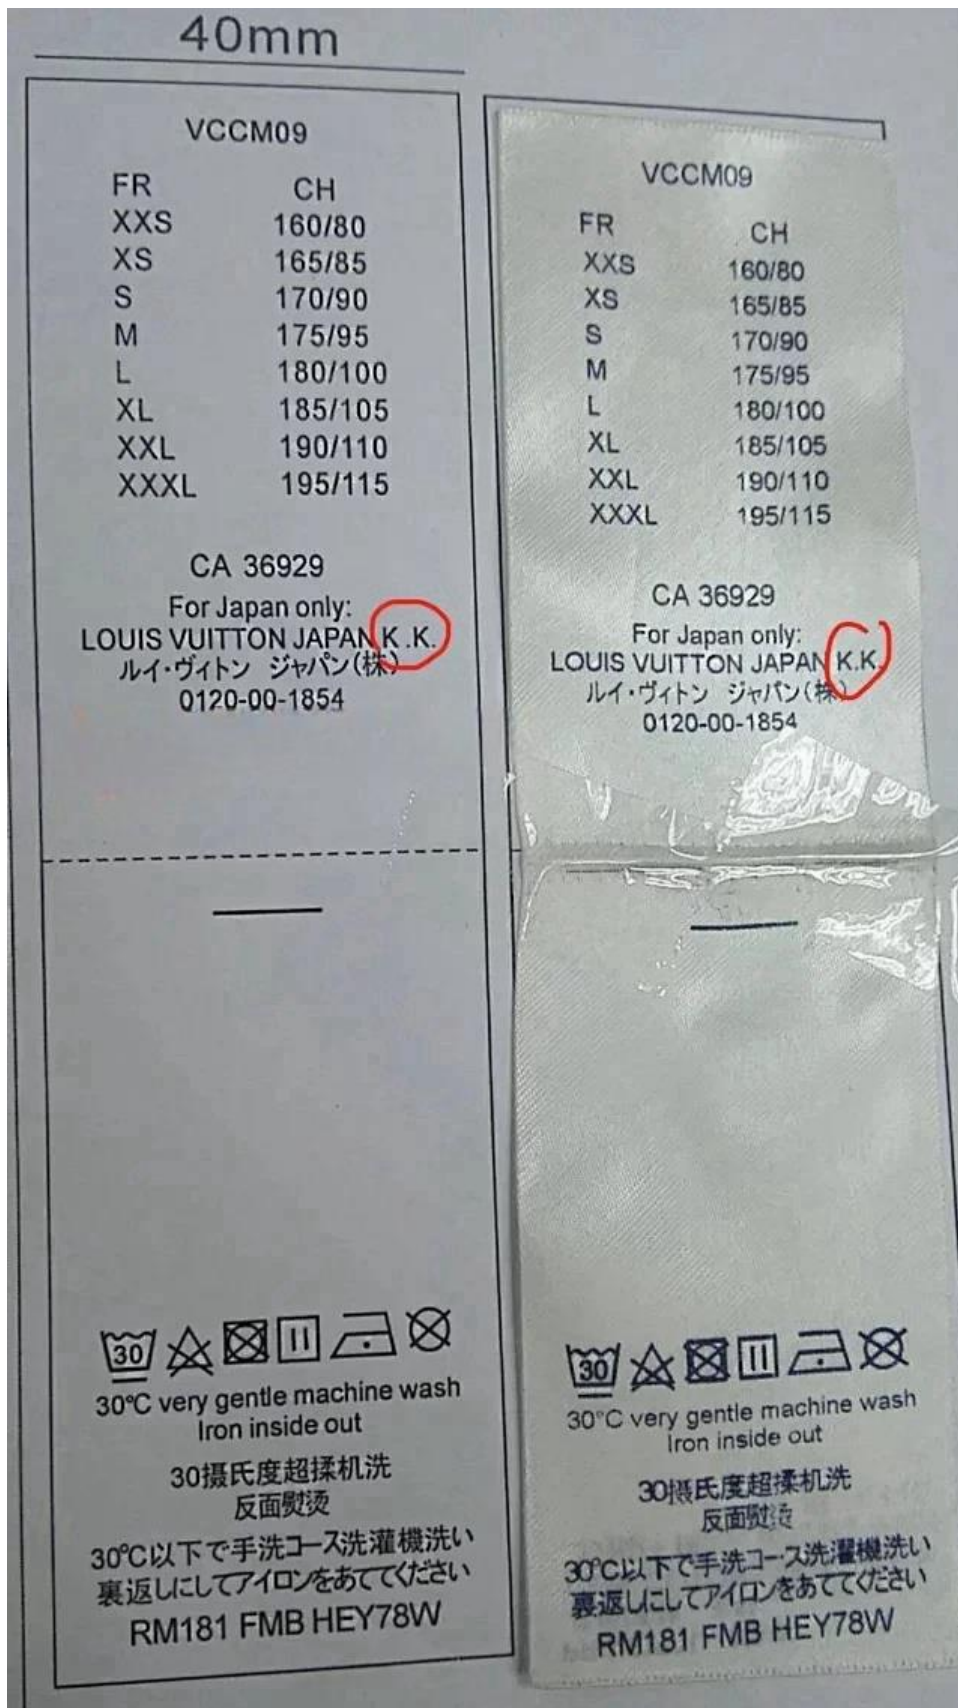 40mm
VCCM09
FR CH
XXS 160/80
XS 165/85
S 170/90
M 175/95
L 180/100
XL 185/105
XXL 190/110
XXXL 195/115
CA 36929
For Japan only:
LOUIS VUITTON JAPAN K.K.
ルイ・ヴィトン ジャパン(株)
0120-00-1854
30
30℃ very gentle machine wash
Iron inside out
30摄氏度超揉机洗
反面熨烫
30℃以下で手洗コース洗灌機洗い
裏返しにしてアイロンをあててください
RM181 FMB HEY78W
VCCM09
FR CH
XXS 160/80
XS 165/85
S 170/90
M 175/95
L 180/100
XL 185/105
XXL 190/110
XXXL 195/115
CA 36929
For Japan only:
LOUIS VUITTON JAPAN K.K.
ルイ・ヴィトン ジャパン(株)
0120-00-1854
30
30°C very gentle machine wash
Iron inside out
30摄氏度超揉机洗
反面熨烫
30℃以下で手洗コース洗濯機洗い
裏返しにしてアイロンをあててください
RM181 FMB HEY78W